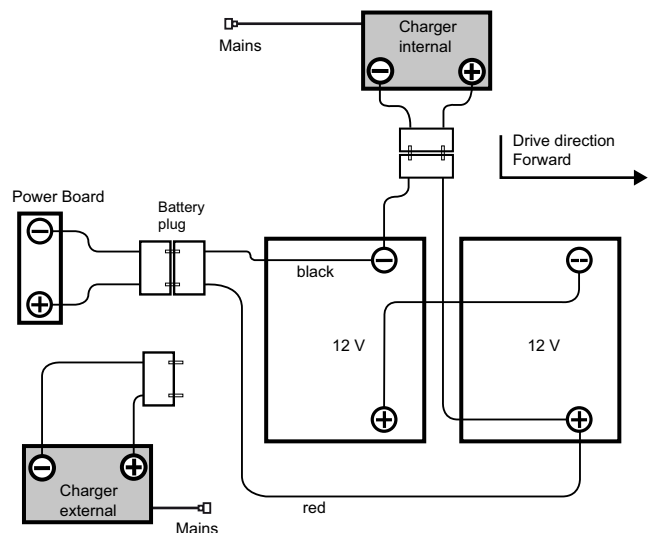 Charger
internal
Mains
Drive direction
Forward
Power Board
Battery
plug
black
12 V
12 V
Charger
external
red
Mains